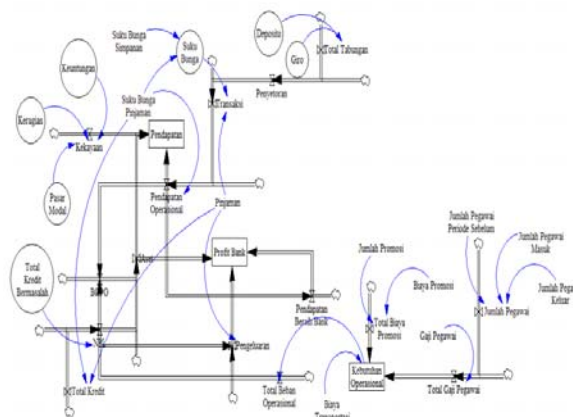 Suku Bunga
Simpanan
Suku
Bunga
Deposito
Giro
Total Tabungan
Keuntungan
Suku Bunga
Pinjaman
Transaksi
Penyetoran
Kerugian
Kekayaan
Pendapatan
Pasar
Modal
Pendapatan
Operasional
Pinjaman
Jumlah Pegawai
Periode Sebelum
Jumlah Pegawai
Masuk
Jumlah Promosi
Total
Kredit
Bermasalah
Profit Bank
Biaya Promosi
Jumlah Pega
Keluar
Pendapatan
Bersih Bank
Total Biaya
Promosi
Gaji Pegawai
Jumlah Pegawai
Pengeluaran
Kebutuhan
Operasional
Total Kredit
Total Beban
Operasional
Total Gaji Pegawai
Biaya